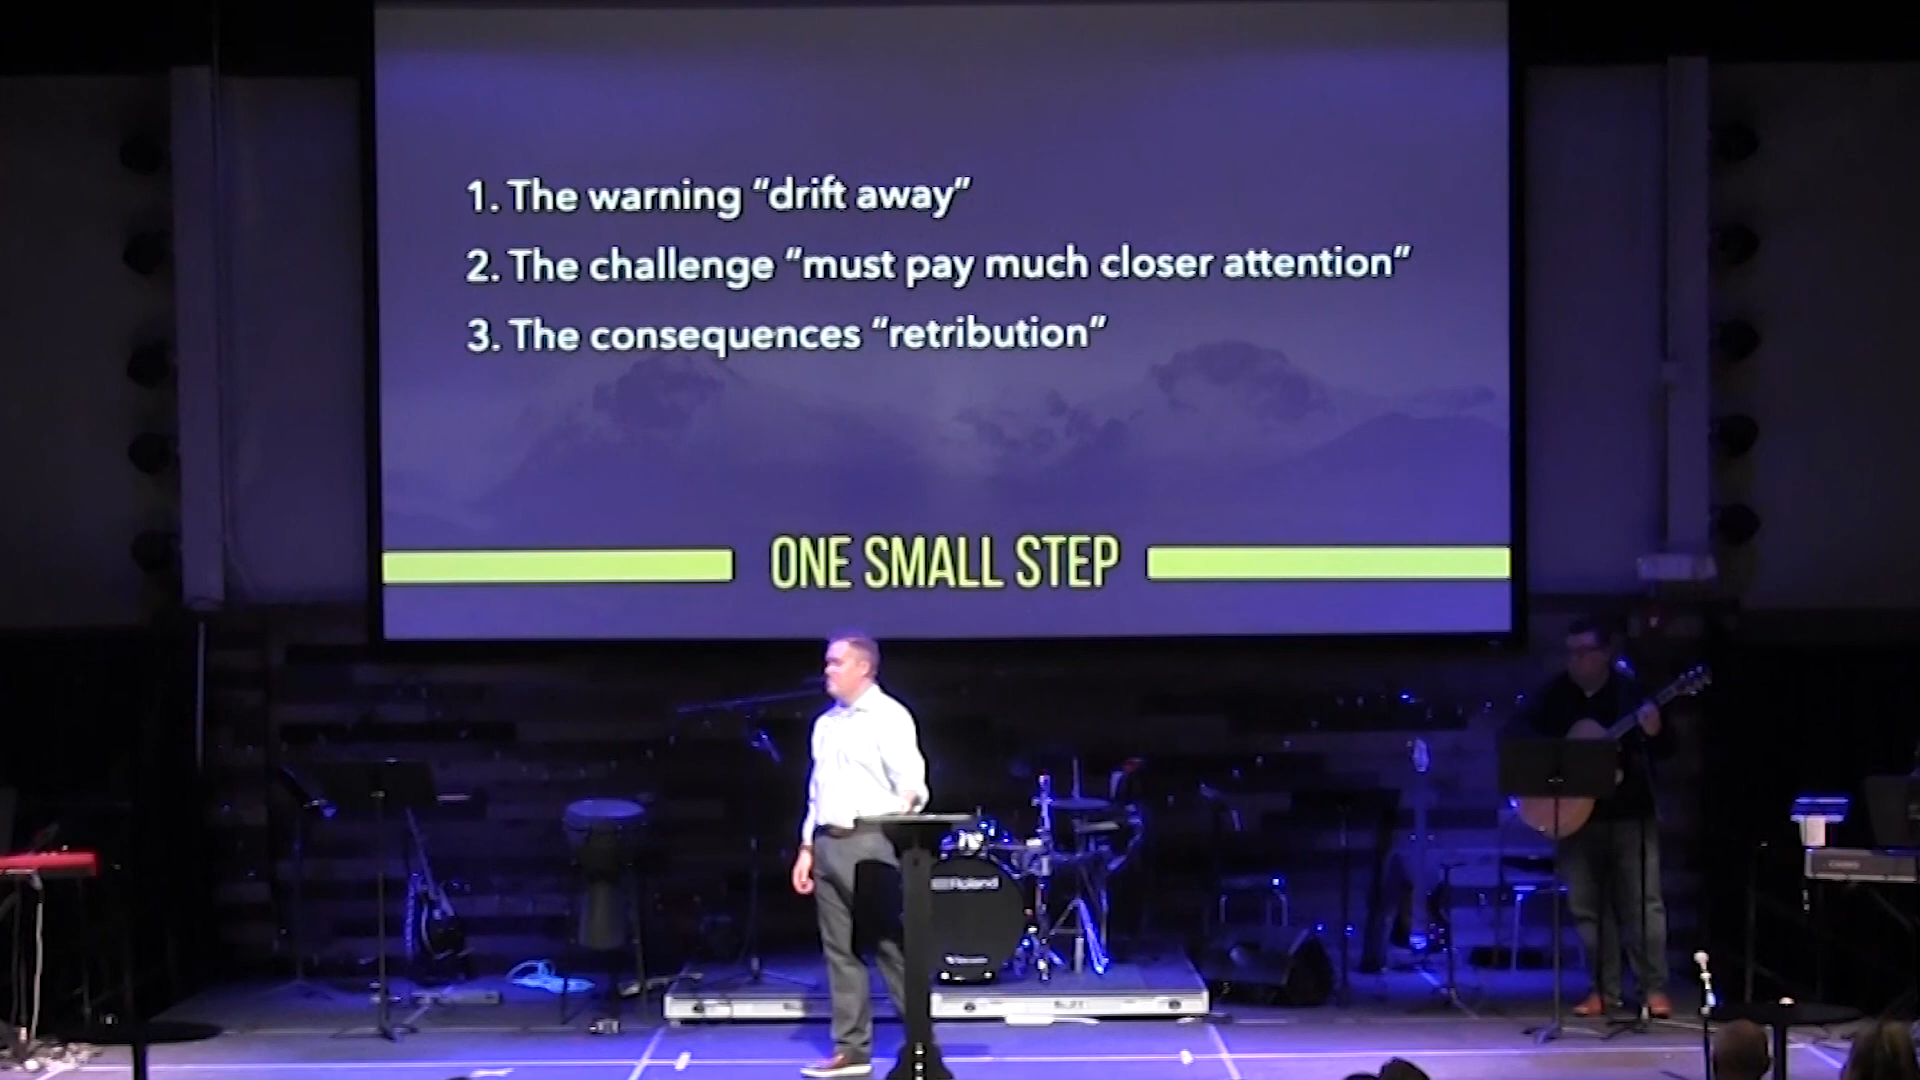 1. The warning “drift away”
2. The challenge “must pay much closer attention”
3. The consequences “retribution”
ONE SMALL STEP
Roland
CASIO